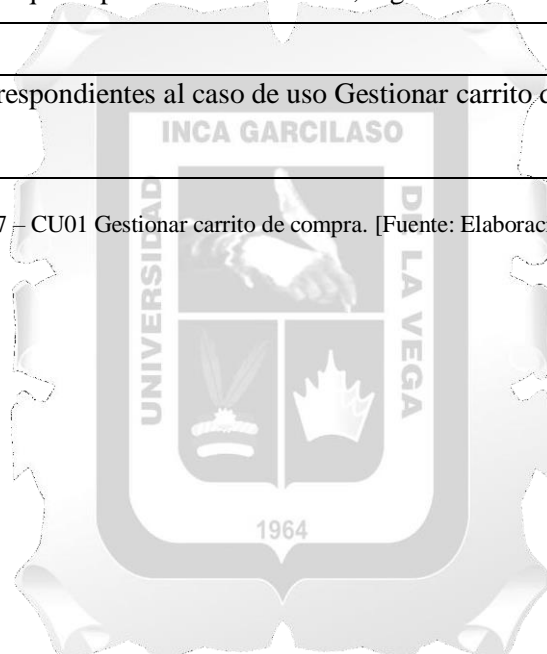 respondientes al caso de uso Gestionar carrito
INCA GARCILASO
7 – CU01 Gestionar carrito de compra. [Fuente:
UNIVERSIDAD
DE LA VEGA
1964